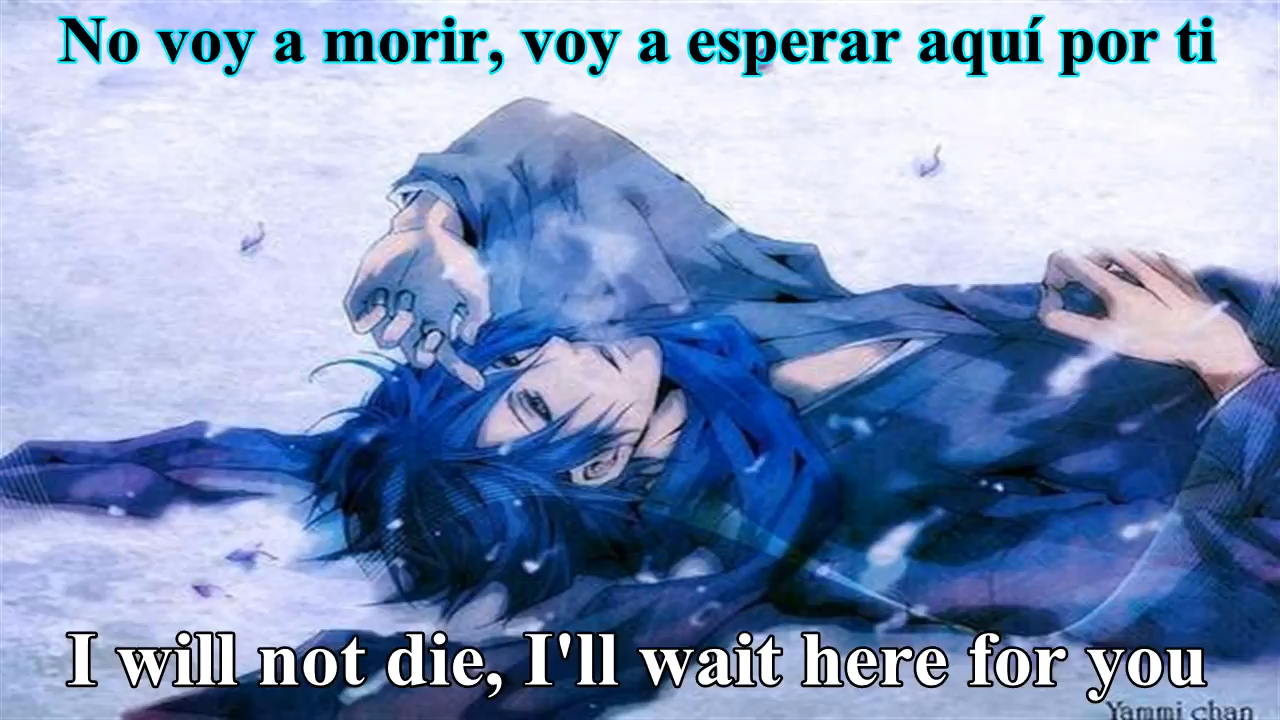 No voy a morir, voy a esperar aquí por ti
I will not die, I'll wait here for you
Yammi chan